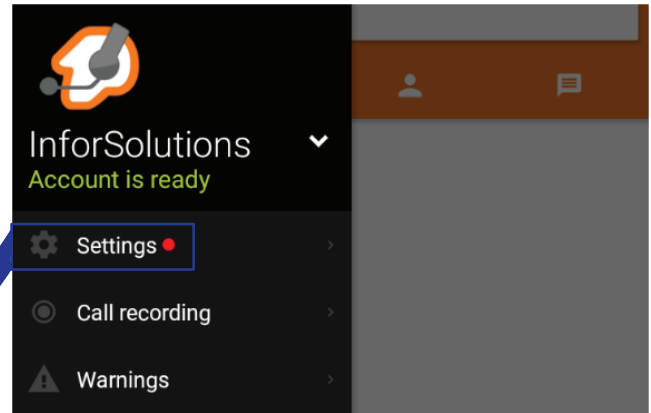 InforSolutions
Account is ready
Settings
Call recording
Warnings